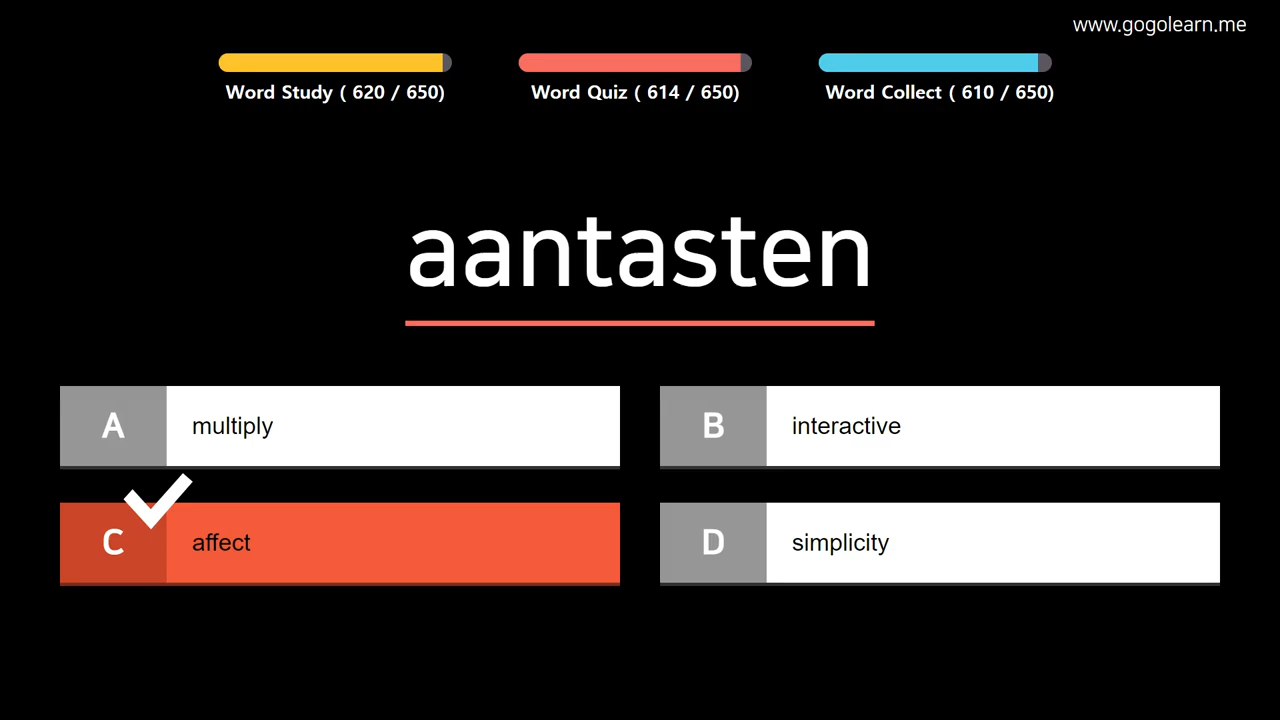 www.gogolearn.me
Word Study ( 620 / 650)
Word Quiz ( 614 / 650)
Word Collect ( 610 / 650)
aantasten
A multiply
B interactive
C affect
D simplicity